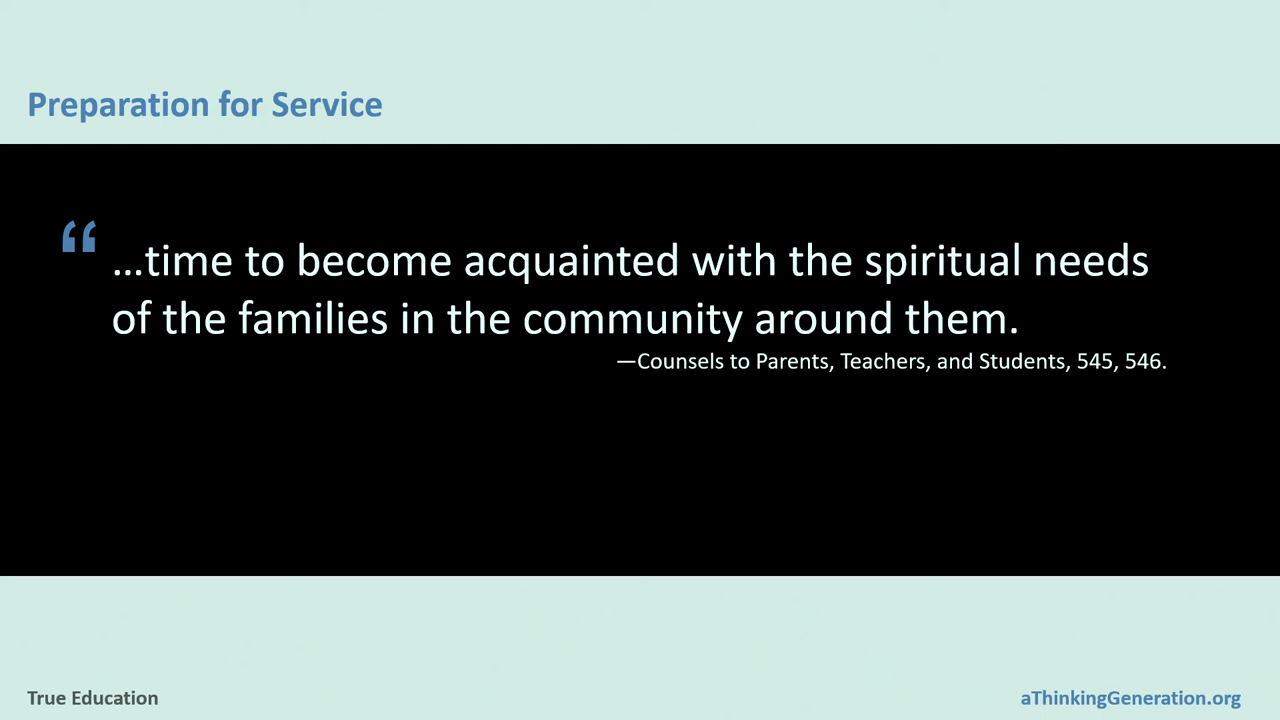 Preparation for Service
“ …time to become acquainted with the spiritual needs
of the families in the community around them.
—Counsels to Parents, Teachers, and Students, 545, 546.
True Education
aThinkingGeneration.org